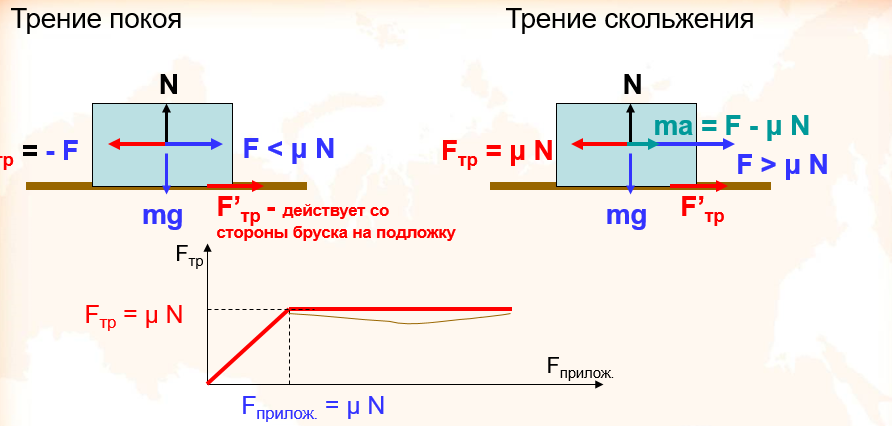 Трение покоя
Трение скольжения
N
тр = - F
F < μ N
mg
F’тр - действует со
стороны бруска на подложку
N
ma = F - μ N
Fтр = μ N
F > μ N
mg
F’тр
Fтр
Fтр = μ N
Fприлож.
Fприлож. = μ N